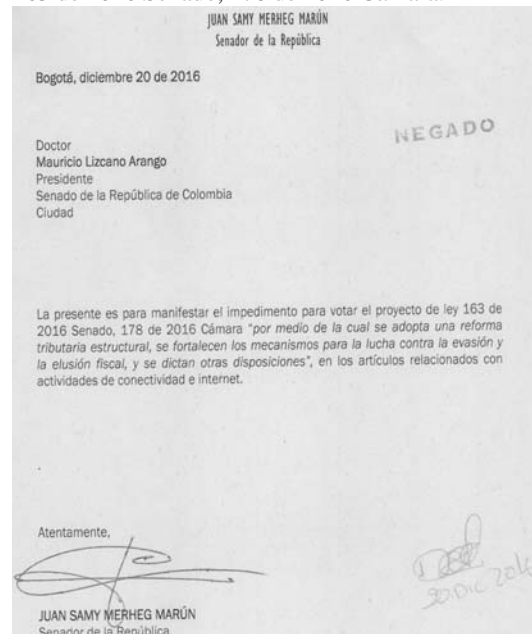 JUAN SAMY MERHEG MARÚN
Senador de la República
Bogotá, diciembre 20 de 2016
NEGADO
Doctor
Mauricio Lizcano Arango
Presidente
Senado de la República de Colombia
Ciudad
La presente es para manifestar el impedimento para votar el proyecto de ley 163 de
2016 Senado, 178 de 2016 Cámara "por medio de la cual se adopta una reforma
tributaria estructural, se fortalecen los mecanismos para la lucha contra la evasión y
la elusión fiscal, y se dictan otras disposiciones", en los artículos relacionados con
actividades de conectividad e internet.
Atentamente,
20 Dic 2016
JUAN SAMY MERHEG MARÚN
Senador de la República